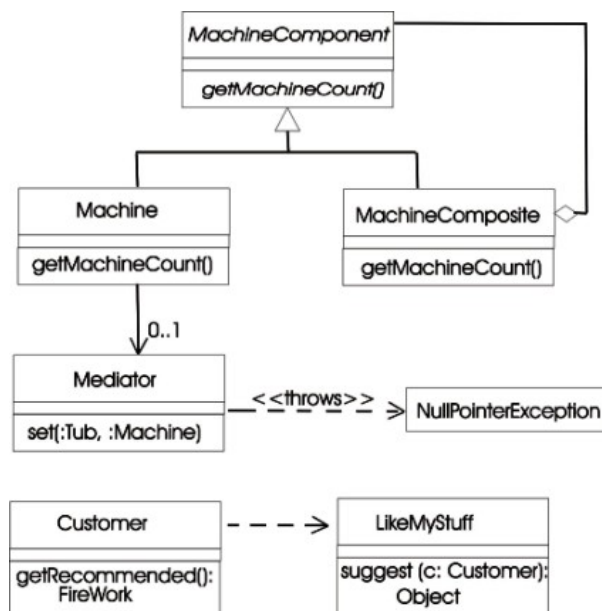 MachineComponent
getMachineCount()
Machine
MachineComposite
getMachineCount()
getMachineCount()
0..1
Mediator
<<throws>>
NullPointerException
set(:Tub, :Machine)
Customer
LikeMyStuff
getRecommended():
FireWork
suggest (c: Customer):
Object